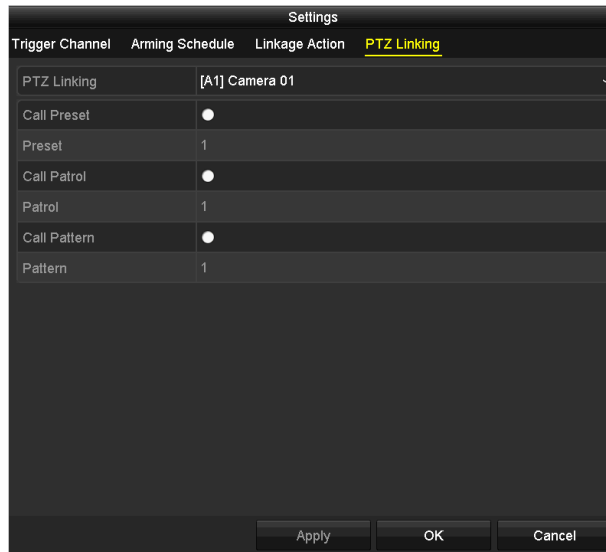 Settings
Trigger Channel Arming Schedule Linkage Action PTZ Linking
PTZ Linking [A1] Camera 01
Call Preset
Preset 1
Call Patrol
Patrol 1
Call Pattern
Pattern 1
Apply OK Cancel